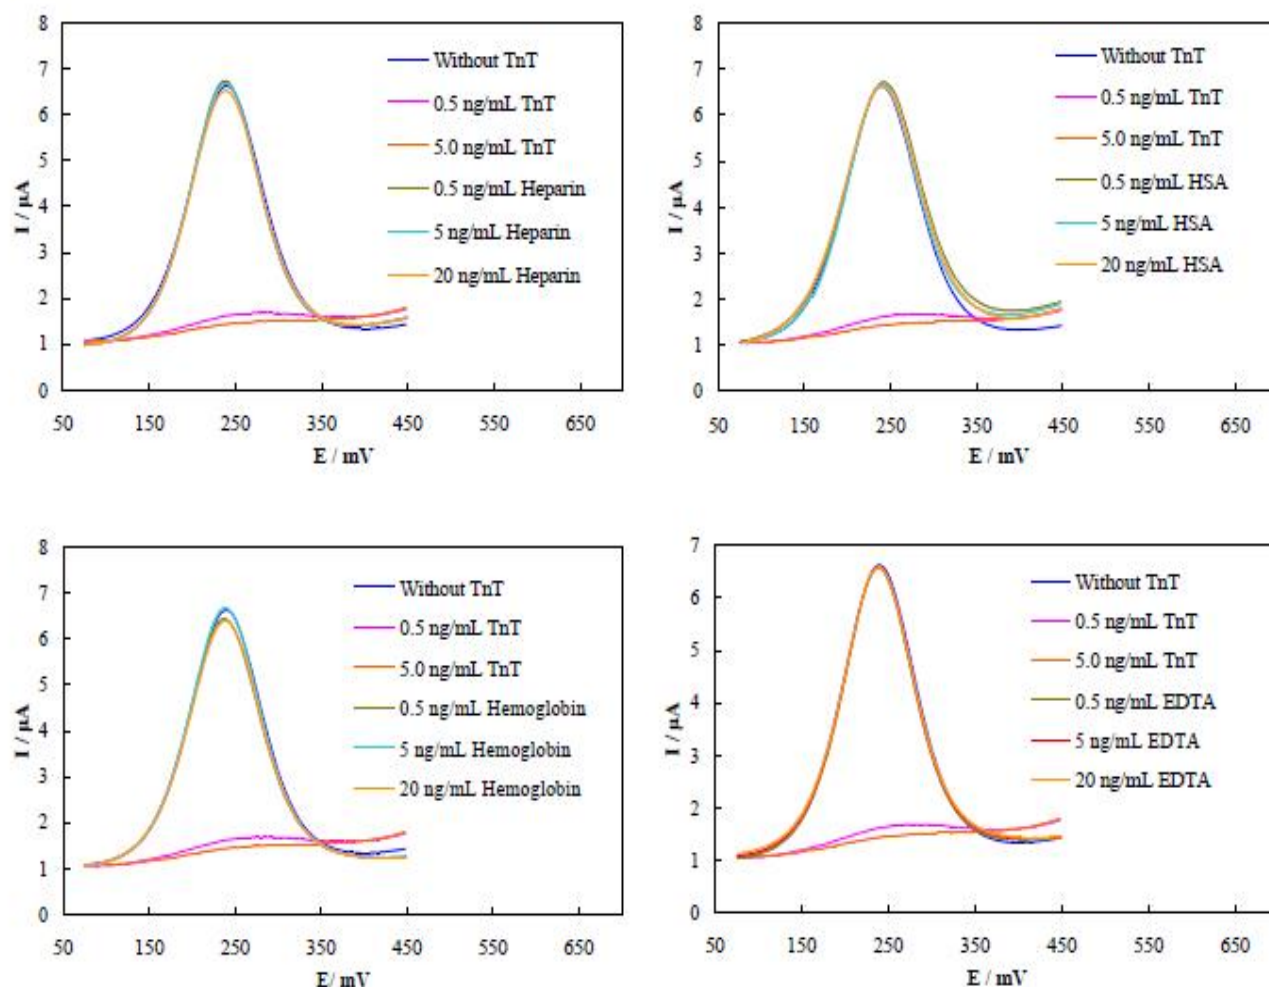 8
7
6
5
4
3
2
1
0
I / µA
50 150 250 350 450 550 650
E / mV
Without TnT
0.5 ng/mL TnT
5.0 ng/mL TnT
0.5 ng/mL Heparin
5 ng/mL Heparin
20 ng/mL Heparin
8
7
6
5
4
3
2
1
0
I / µA
50 150 250 350 450 550 650
E / mV
Without TnT
0.5 ng/mL TnT
5.0 ng/mL TnT
0.5 ng/mL HSA
5 ng/mL HSA
20 ng/mL HSA
8
7
6
5
4
3
2
1
0
I / µA
50 150 250 350 450 550 650
E/ mV
Without TnT
0.5 ng/mL TnT
5.0 ng/mL TnT
0.5 ng/mL Hemoglobin
5 ng/mL Hemoglobin
20 ng/mL Hemoglobin
7
6
5
4
3
2
1
0
I / µA
50 150 250 350 450 550 650
E / mV
Without TnT
0.5 ng/mL TnT
5.0 ng/mL TnT
0.5 ng/mL EDTA
5 ng/mL EDTA
20 ng/mL EDTA